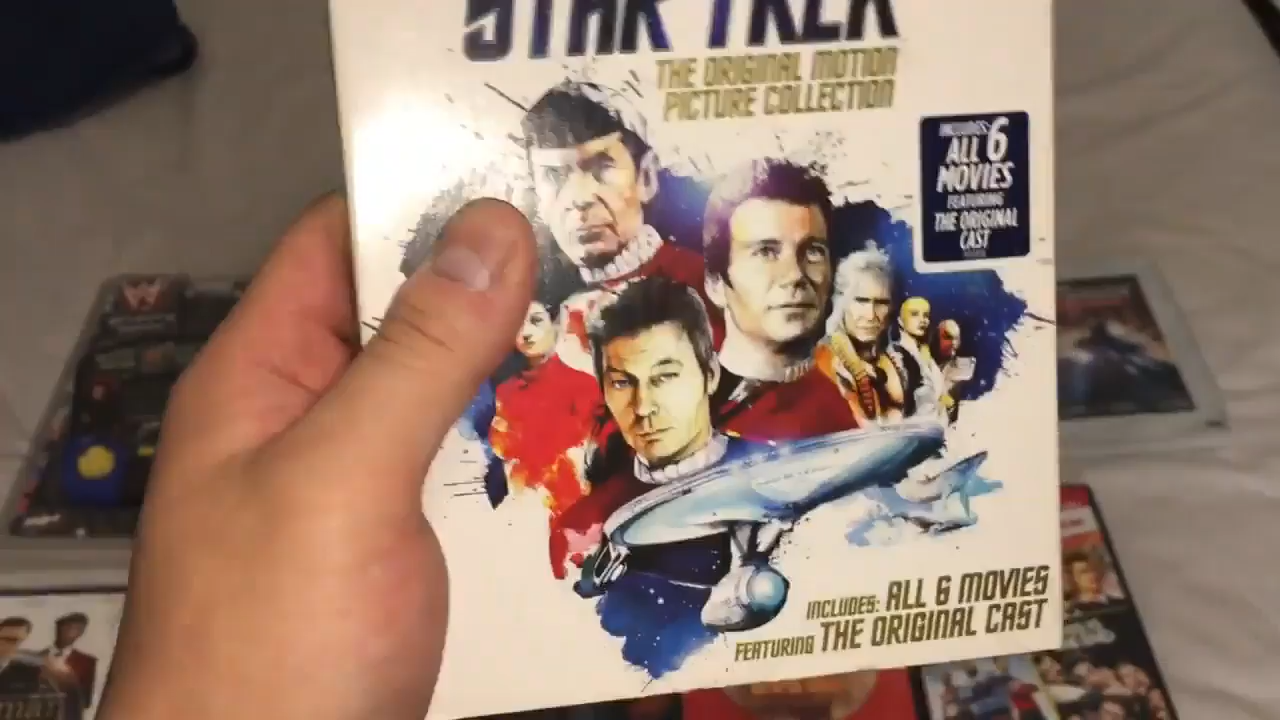 STAR TREK
THE ORIGINAL MOTION
PICTURE COLLECTION
INCLUDES: 6
ALL
MOVIES
FEATURING
THE ORIGINAL
CAST
INCLUDES: ALL 6 MOVIES
FEATURING THE ORIGINAL CAST